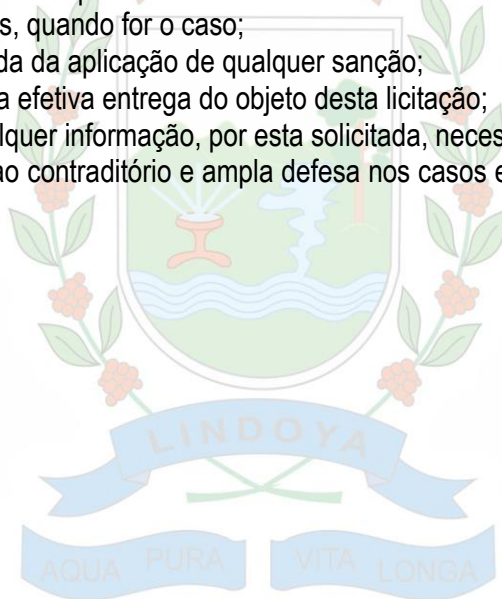 s, quando for o caso;
da da aplicação de qualquer sanção;
a efetiva entrega do objeto desta licitação;
alquer informação, por esta solicitada, neces
ao contraditório e ampla defesa nos casos e
LINDOYA
AQUA PURA VITA LONGA